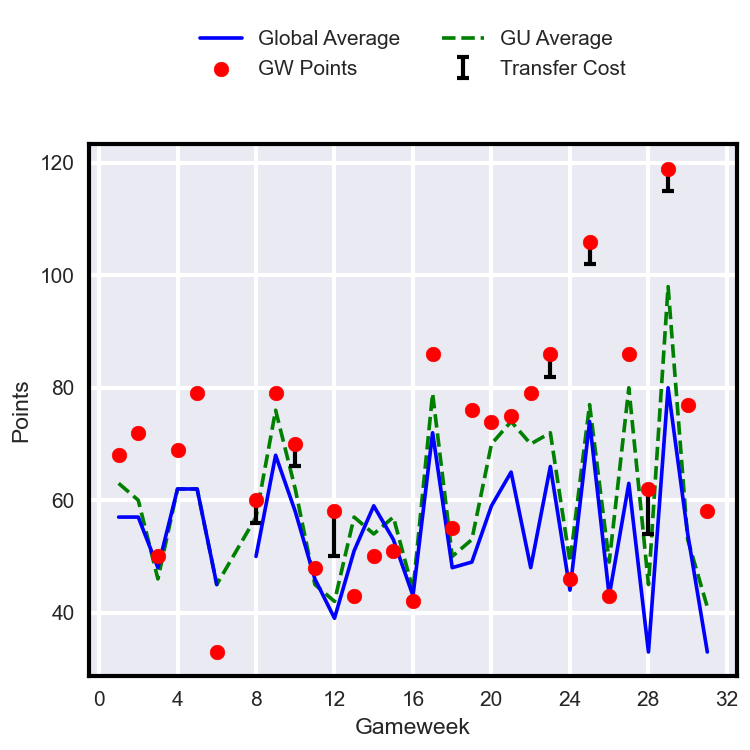 Global Average GU Average
GW Points Transfer Cost
120
100
80
60
40
Points
0 4 8 12 16 20 24 28 32
Gameweek